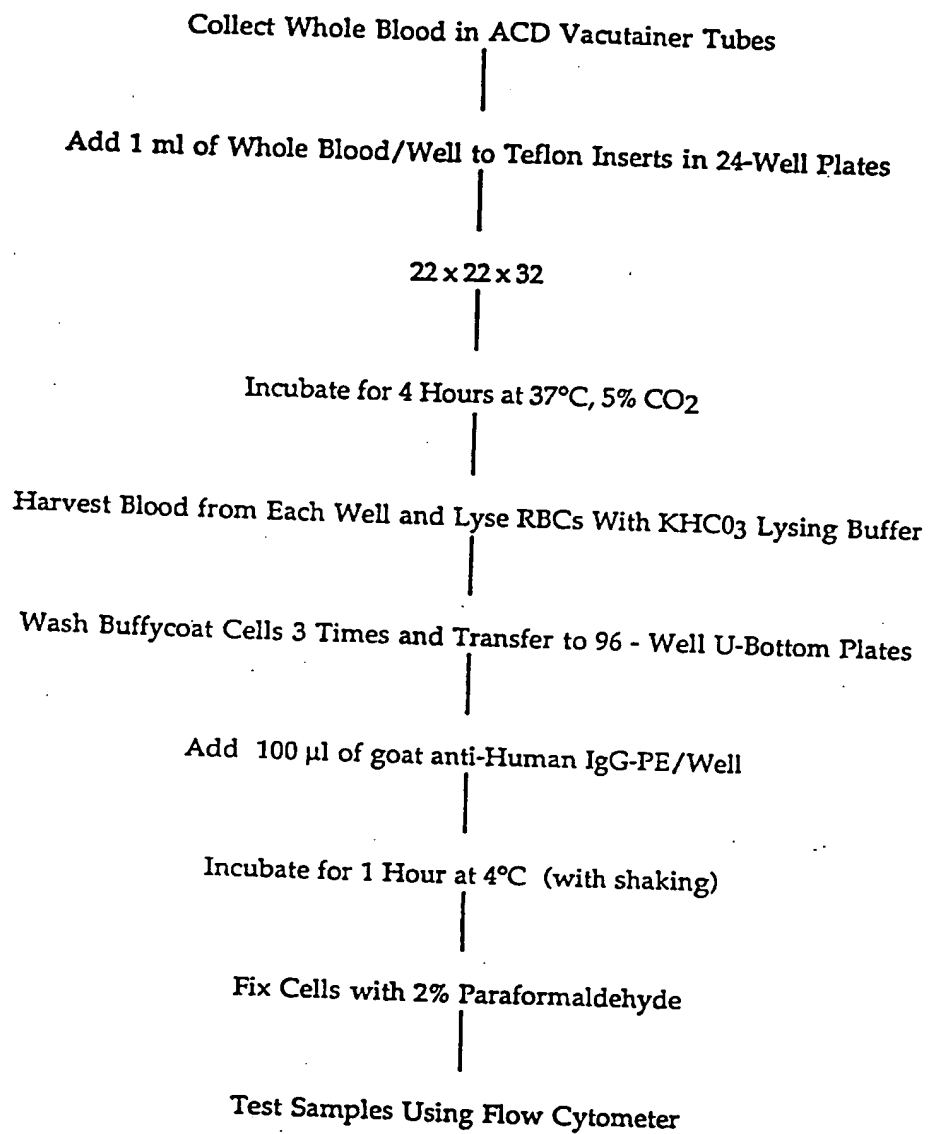 Collect Whole Blood in ACD Vacutainer Tubes
Add 1 ml of Whole Blood/Well to Teflon Inserts in 24-Well Plates
22 x 22 x 32
Incubate for 4 Hours at 37°C, 5% CO2
Harvest Blood from Each Well and Lyse RBCs With KHC03 Lysing Buffer
Wash Buffycoat Cells 3 Times and Transfer to 96 - Well U-Bottom Plates
Add 100 µl of goat anti-Human IgG-PE/Well
Incubate for 1 Hour at 4°C (with shaking)
Fix Cells with 2% Paraformaldehyde
Test Samples Using Flow Cytometer